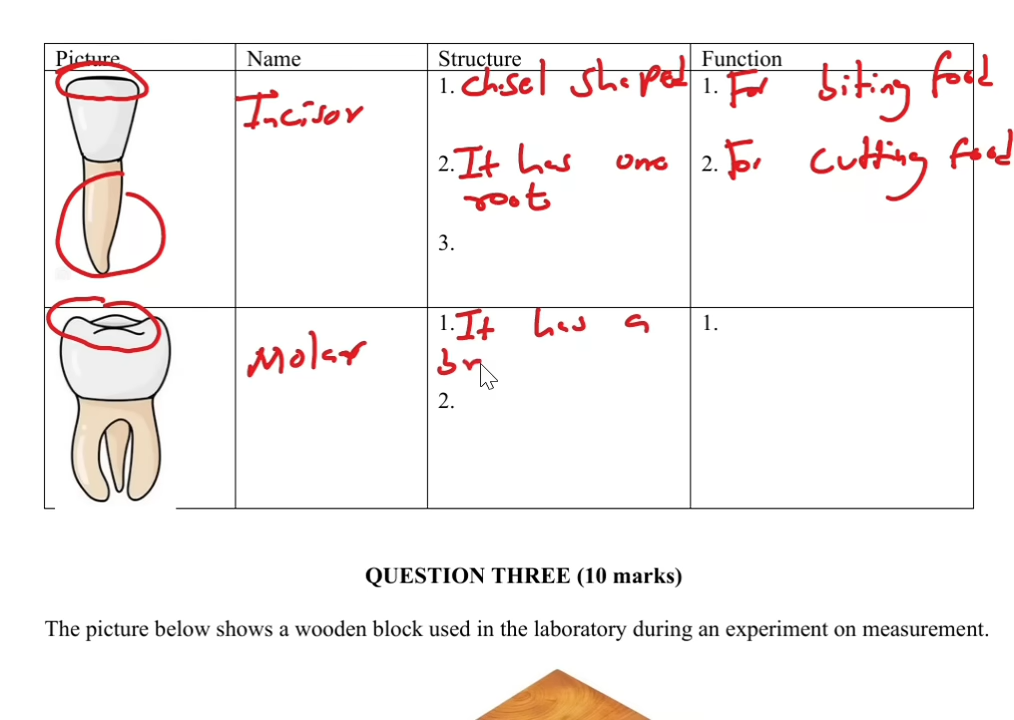 Picture Name Structure Function
1. Chisel shaped 1. For biting food
Incisor
2. It has one 2. For cutting food
root
3.
1. It has a 1.
Molar br
2.
QUESTION THREE (10 marks)
The picture below shows a wooden block used in the laboratory during an experiment on measurement.